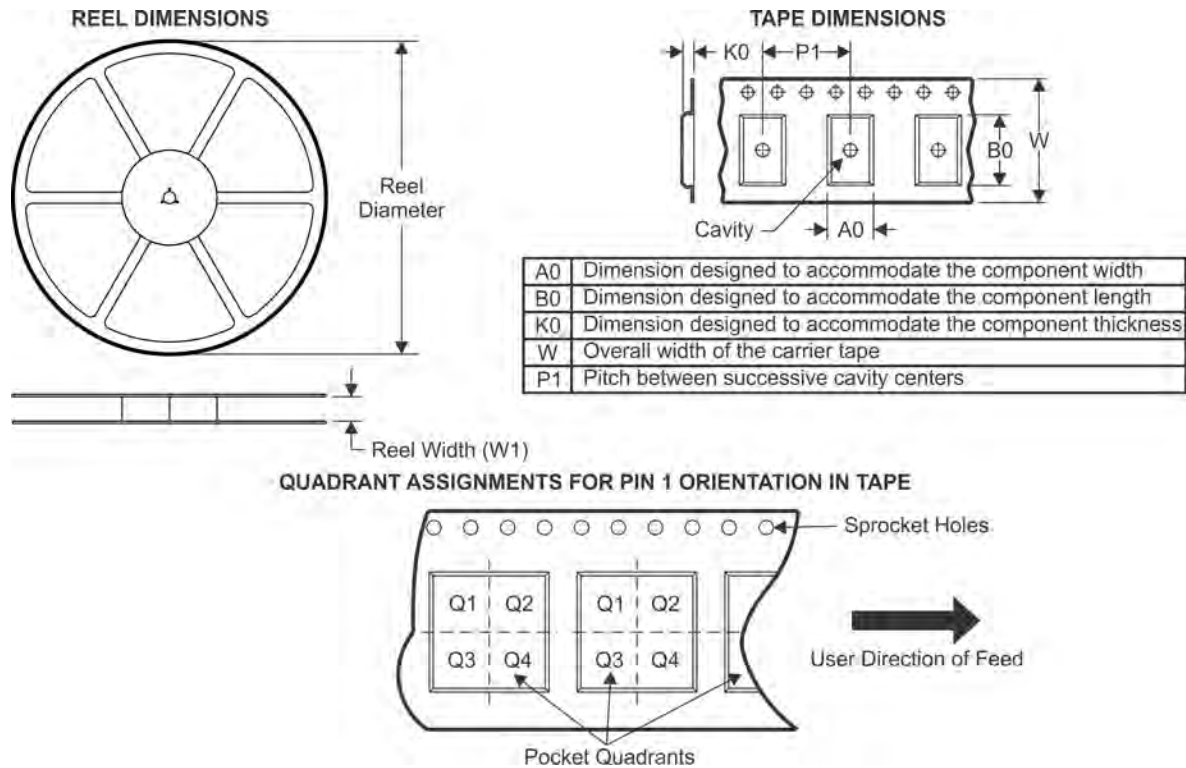 REEL DIMENSIONS
Reel
Diameter
Reel Width (W1)
TAPE DIMENSIONS
K0
P1
B0
W
Cavity
A0
A0 Dimension designed to accommodate the component width
B0 Dimension designed to accommodate the component length
K0 Dimension designed to accommodate the component thickness
W Overall width of the carrier tape
P1 Pitch between successive cavity centers
QUADRANT ASSIGNMENTS FOR PIN 1 ORIENTATION IN TAPE
Sprocket Holes
Q1 Q2 Q1 Q2
Q3 Q4 Q3 Q4
User Direction of Feed
Pocket Quadrants